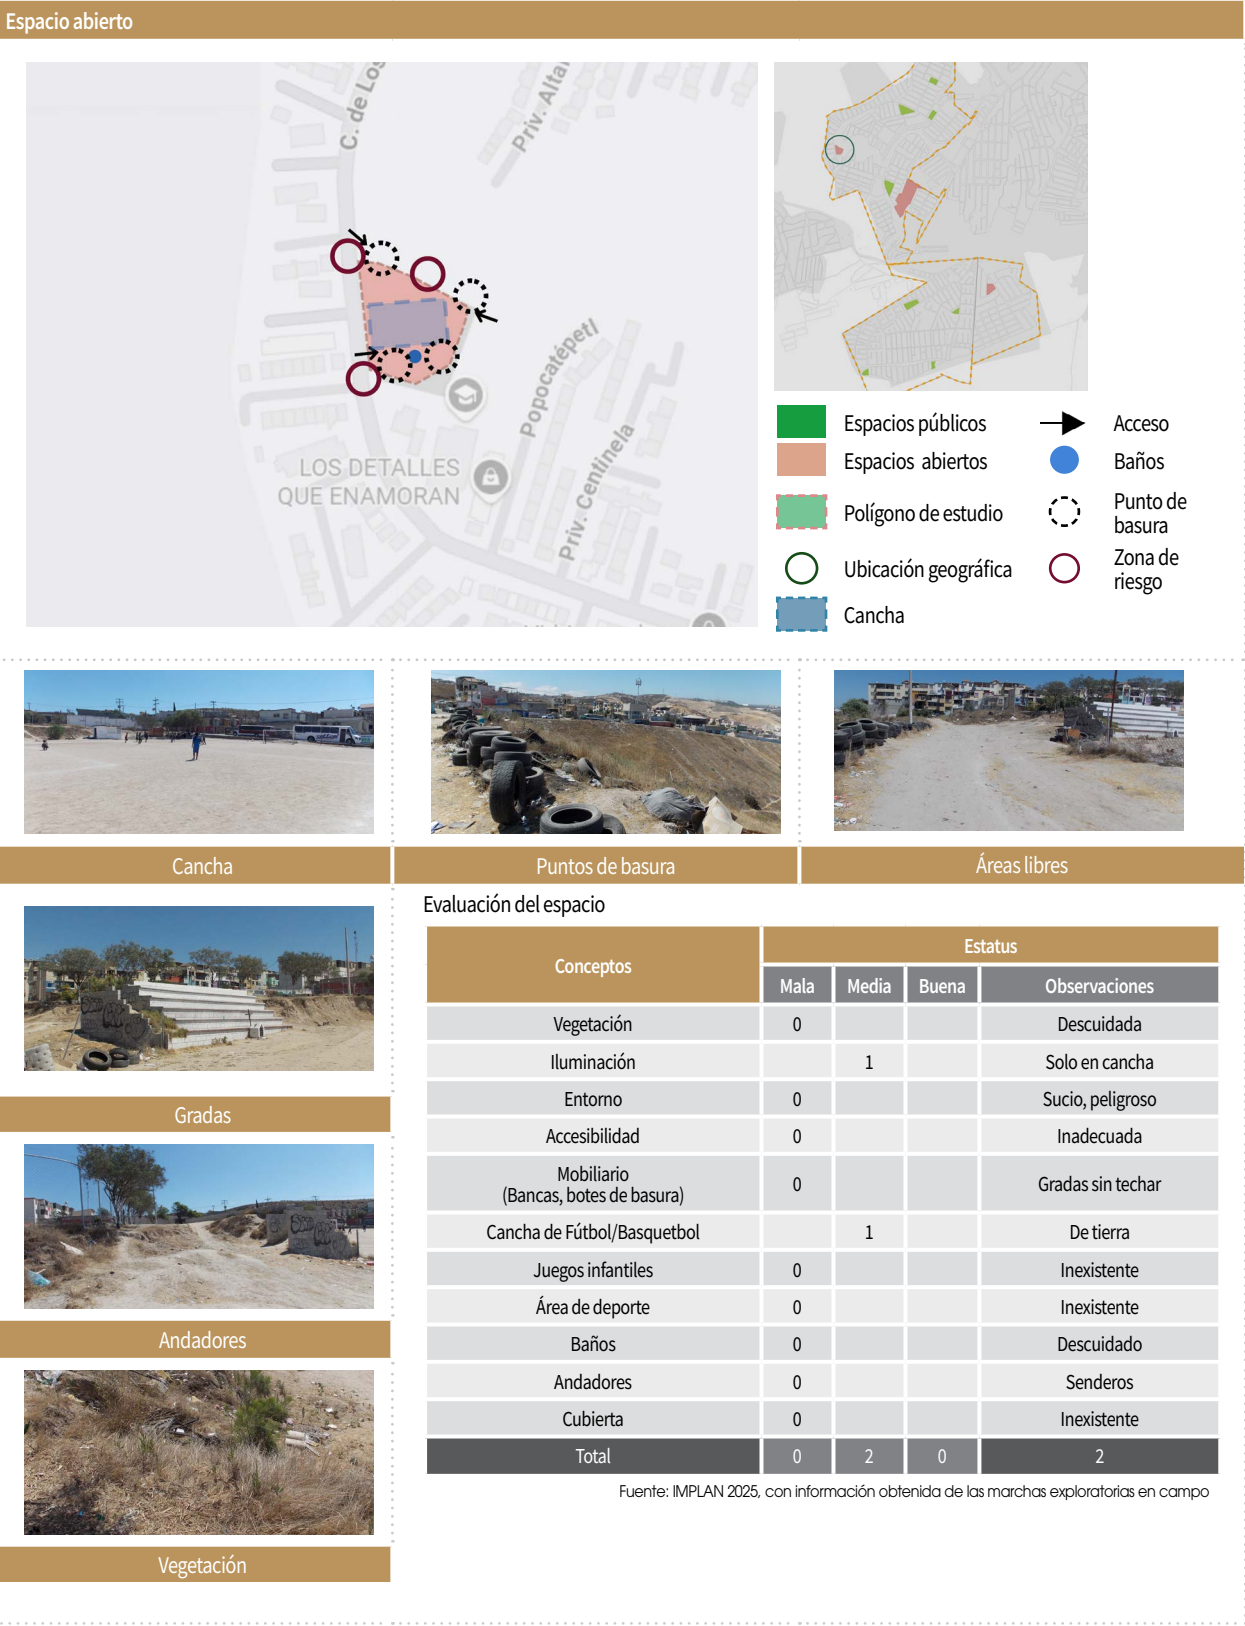 Espacio abierto
C. de Los
Priv. Altar
Popocatépetl
Priv. Centinela
LOS DETALLES
QUE ENAMORAN
Espacios públicos
Acceso
Espacios abiertos
Baños
Polígono de estudio
Punto de
basura
Ubicación geográfica
Zona de
riesgo
Cancha
Cancha
Puntos de basura
Áreas libres
Gradas
Andadores
Vegetación
Evaluación del espacio
Conceptos Estatus
Mala Media Buena Observaciones
Vegetación 0 Descuidada
Iluminación 1 Solo en cancha
Entorno 0 Sucio, peligroso
Accesibilidad 0 Inadecuada
Mobiliario
(Bancas, botes de basura) 0 Gradas sin techar
Cancha de Fútbol/Basquetbol 1 De tierra
Juegos infantiles 0 Inexistente
Área de deporte 0 Inexistente
Baños 0 Descuidado
Andadores 0 Senderos
Cubierta 0 Inexistente
Total 0 2 0 2
Fuente: IMPLAN 2025, con información obtenida de las marchas exploratorias en campo